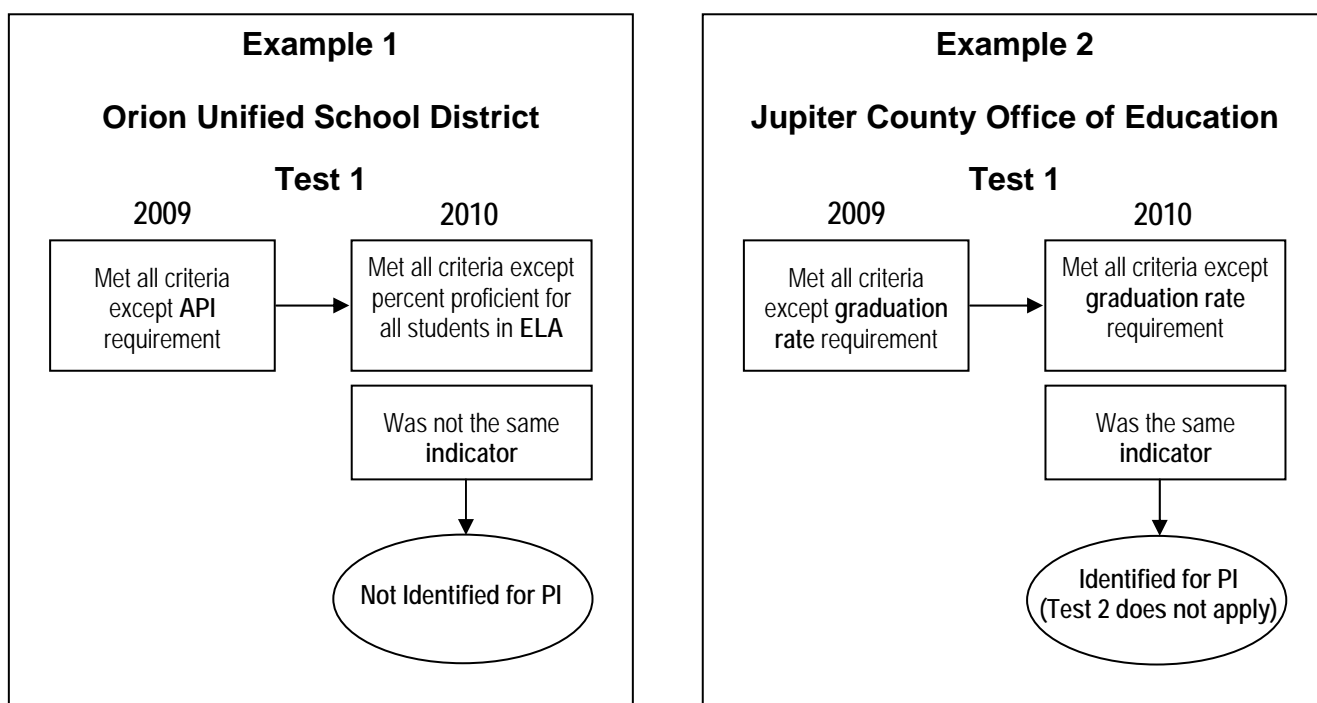 Example 1
Orion Unified School District
Test 1
2009
2010
Met all criteria
except API
requirement
Met all criteria except
percent proficient for
all students in ELA
Was not the same
indicator
Not Identified for PI
Example 2
Jupiter County Office of Education
Test 1
2009
2010
Met all criteria
except graduation
rate requirement
Met all criteria except
graduation rate
requirement
Was the same
indicator
Identified for PI
(Test 2 does not apply)